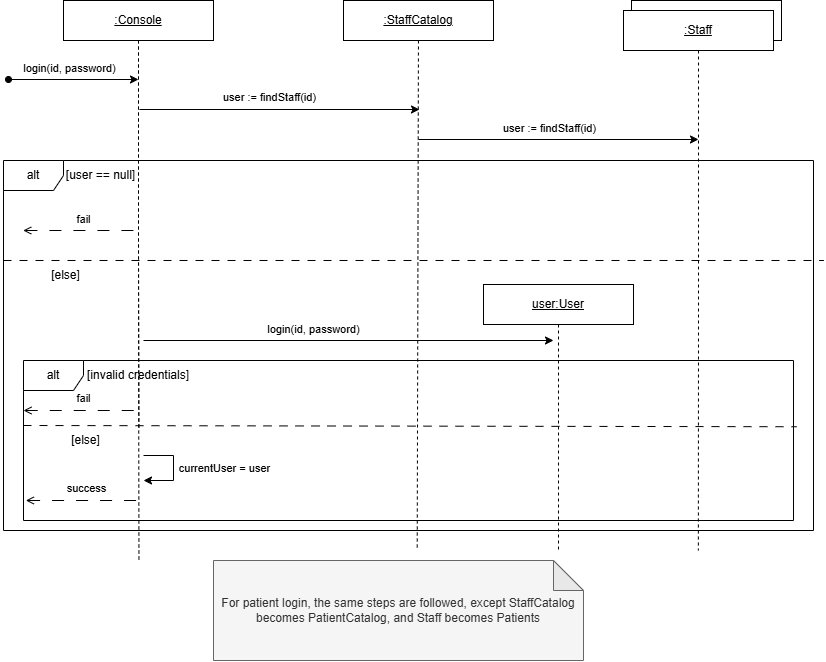 :Console
:StaffCatalog
:Staff
login(id, password)
user := findStaff(id)
user := findStaff(id)
alt
[user == null]
fail
[else]
user:User
login(id, password)
alt
[invalid credentials]
fail
[else]
currentUser = user
success
For patient login, the same steps are followed, except StaffCatalog
becomes PatientCatalog, and Staff becomes Patients